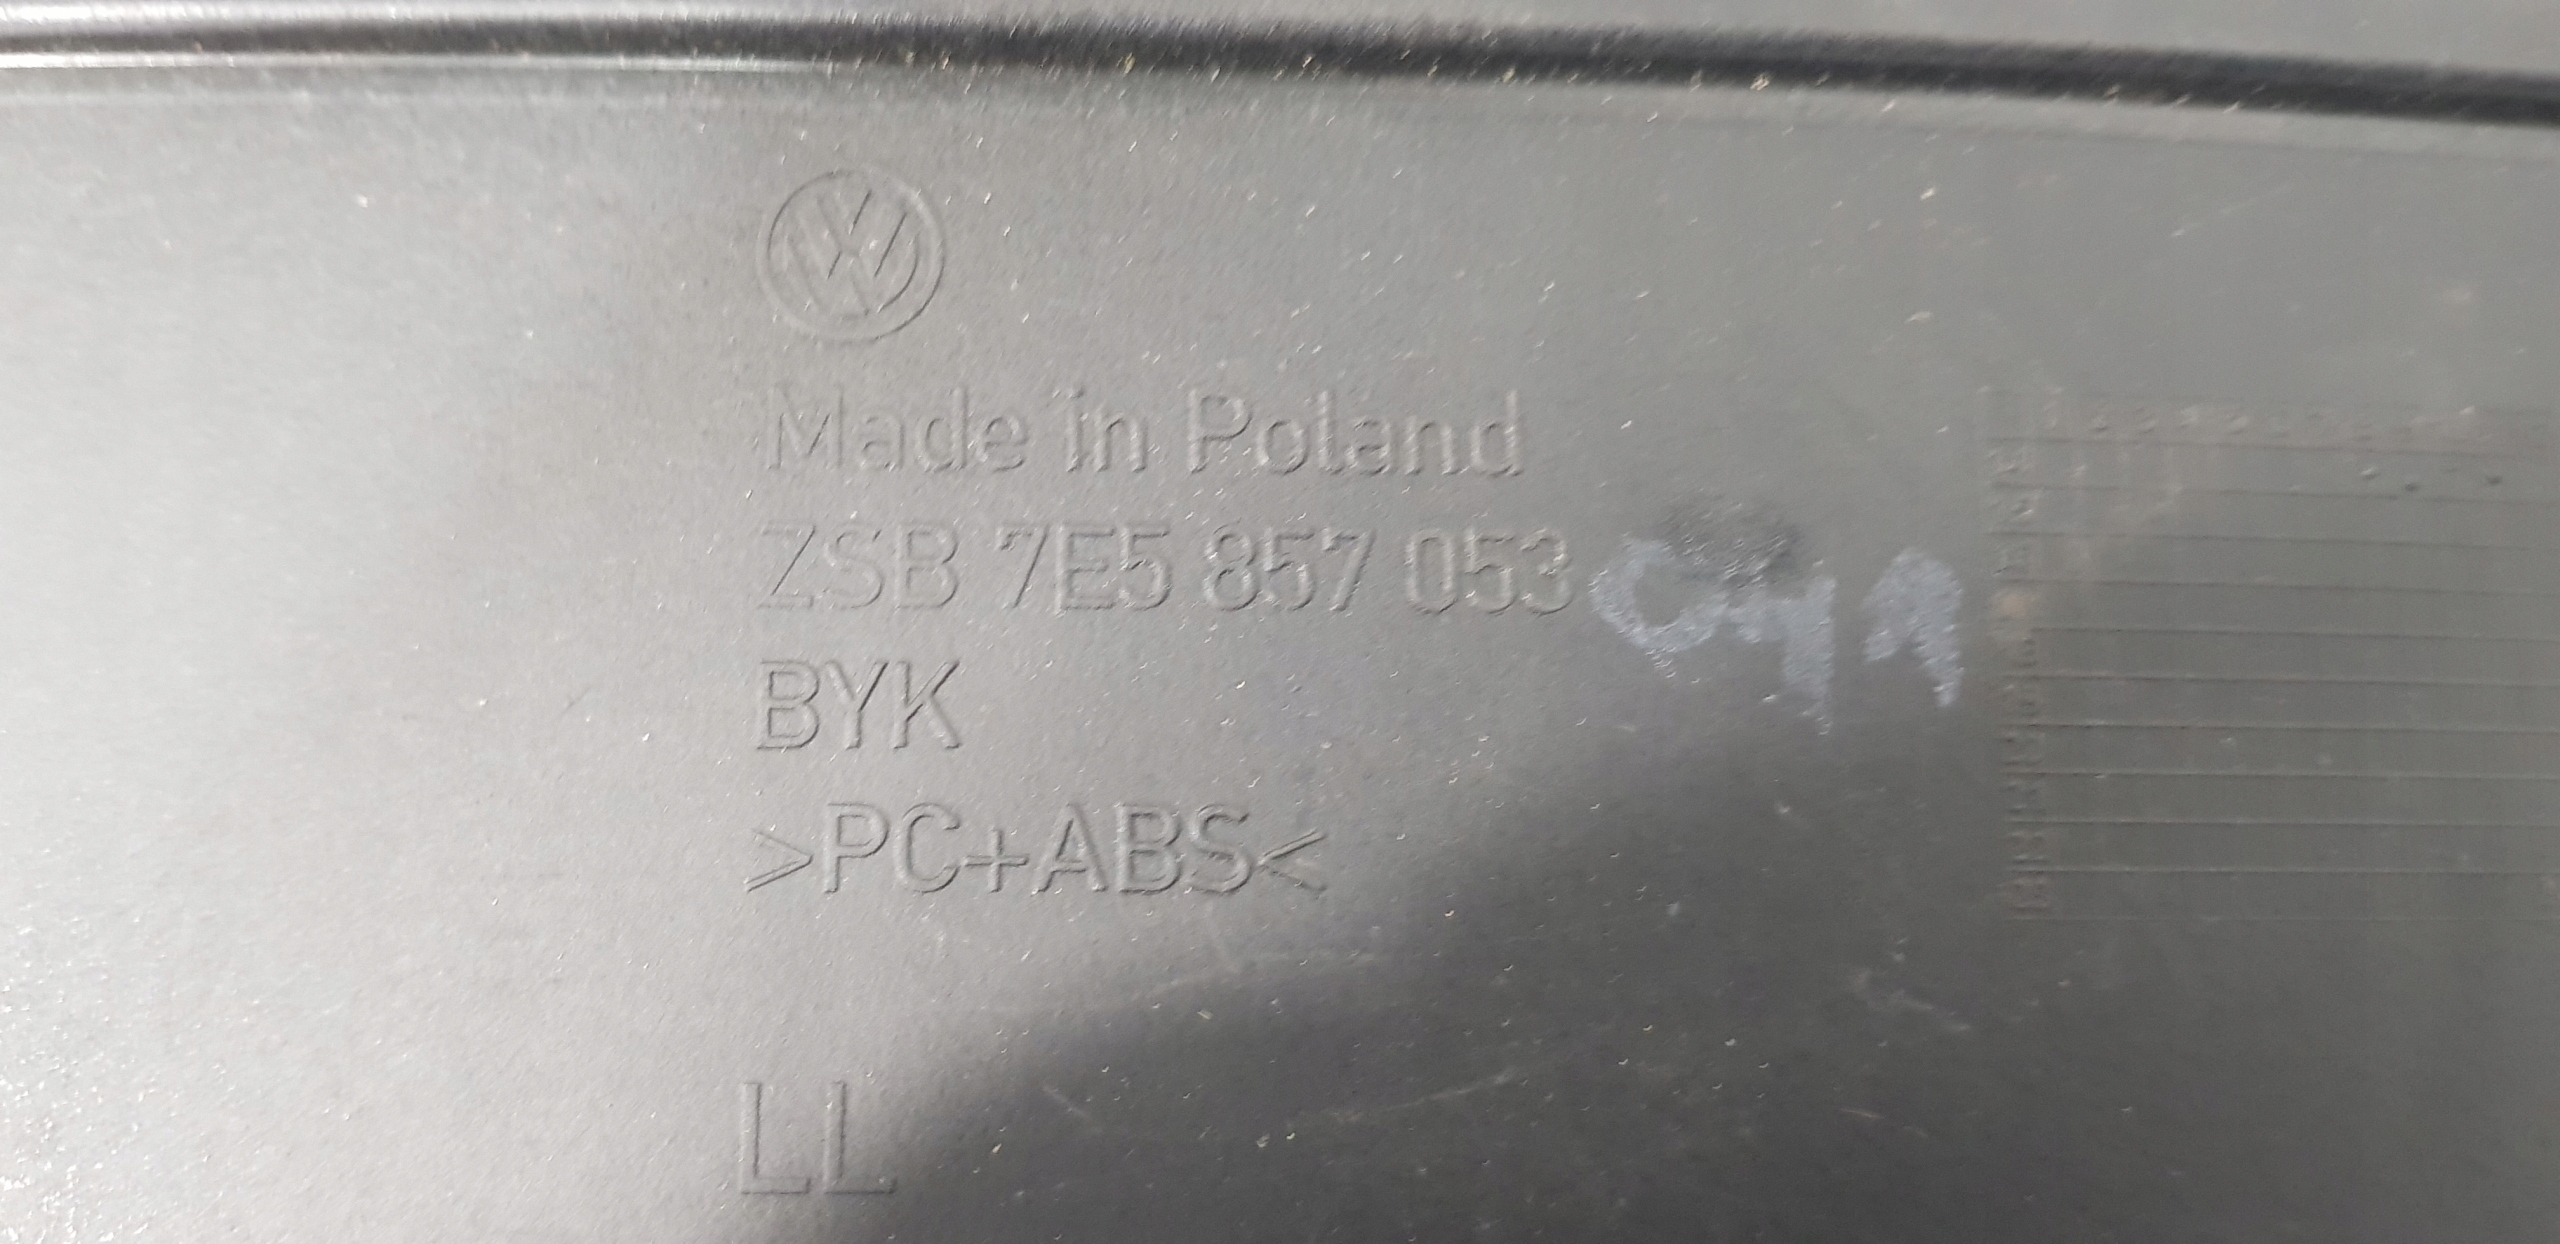 Made in Poland
ZSB 7E5 857 053
BYK
>PC+ABS<
LL